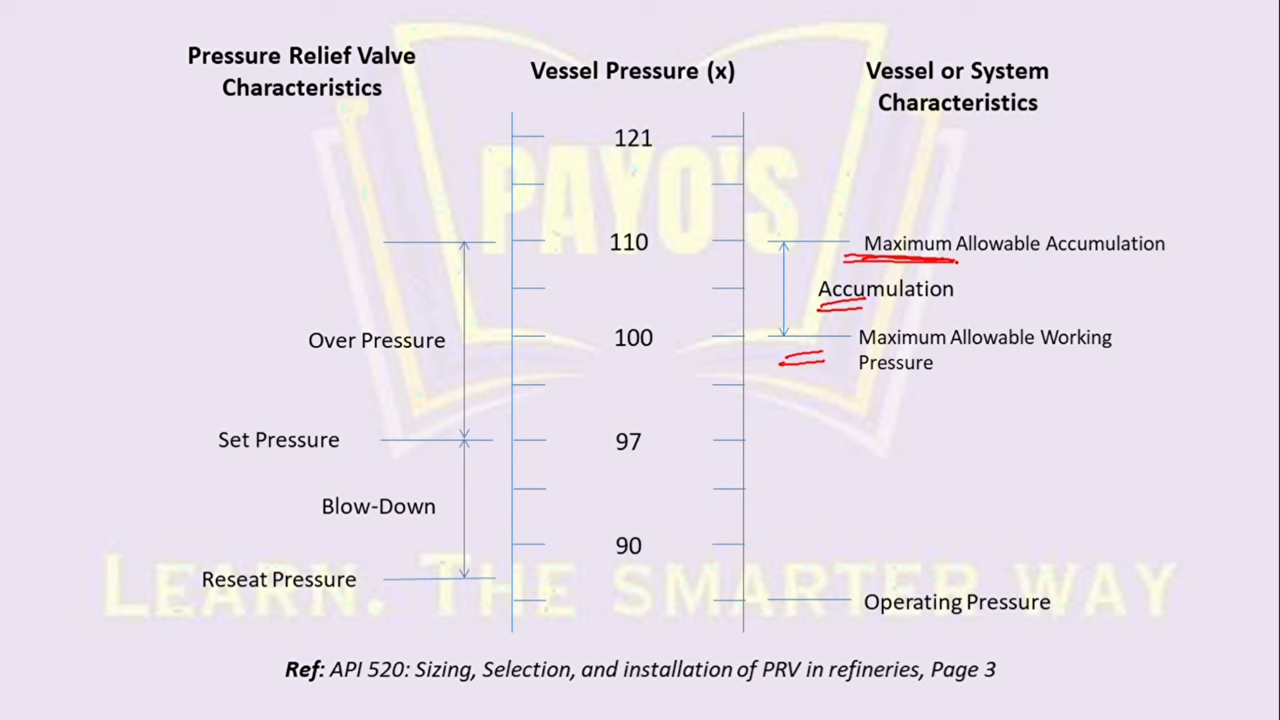 Pressure Relief Valve
Characteristics
Vessel Pressure (x)
Vessel or System
Characteristics
121
110
Maximum Allowable Accumulation
Accumulation
Over Pressure
100
Maximum Allowable Working
Pressure
Set Pressure
97
Blow-Down
90
Reseat Pressure
Operating Pressure
Ref: API 520: Sizing, Selection, and installation of PRV in refineries, Page 3
PAYO'S
LEARN. THE SMARTER WAY